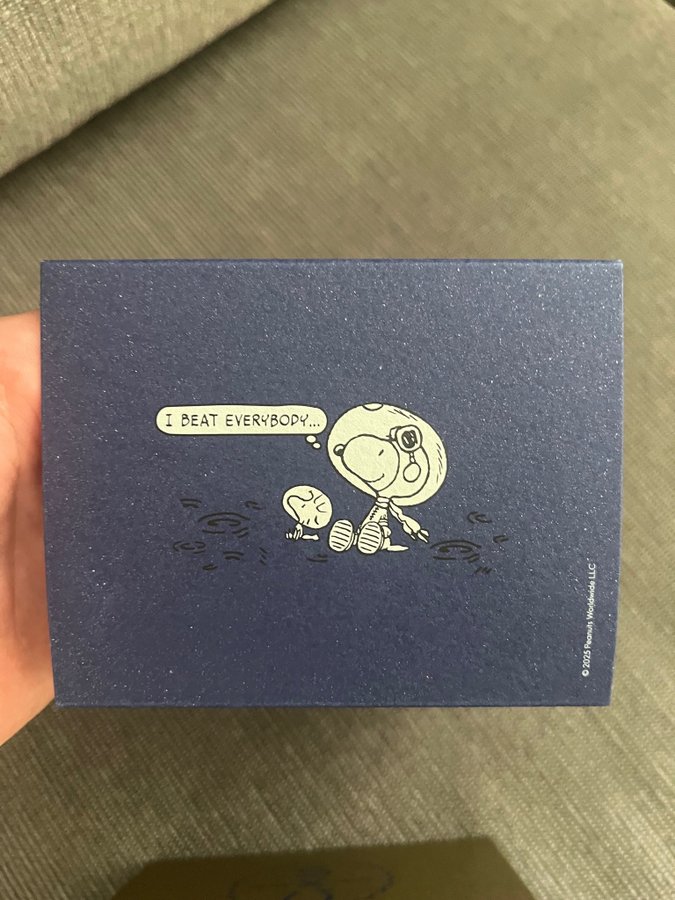 I BEAT EVERYBODY...
© 2025 Peanuts Worldwide LLC